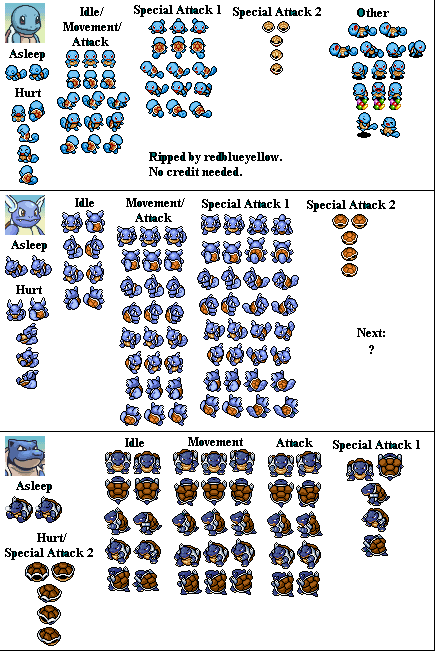 Special Attack 1
Special Attack 2
Other
Idle/
Movement/
Attack
Asleep
Hurt
Ripped by redblueyellow.
No credit needed.
Idle
Movement/
Attack
Special Attack 1
Special Attack 2
Asleep
Hurt
Next:
?
Idle
Movement
Attack
Special Attack 1
Asleep
Hurt/
Special Attack 2